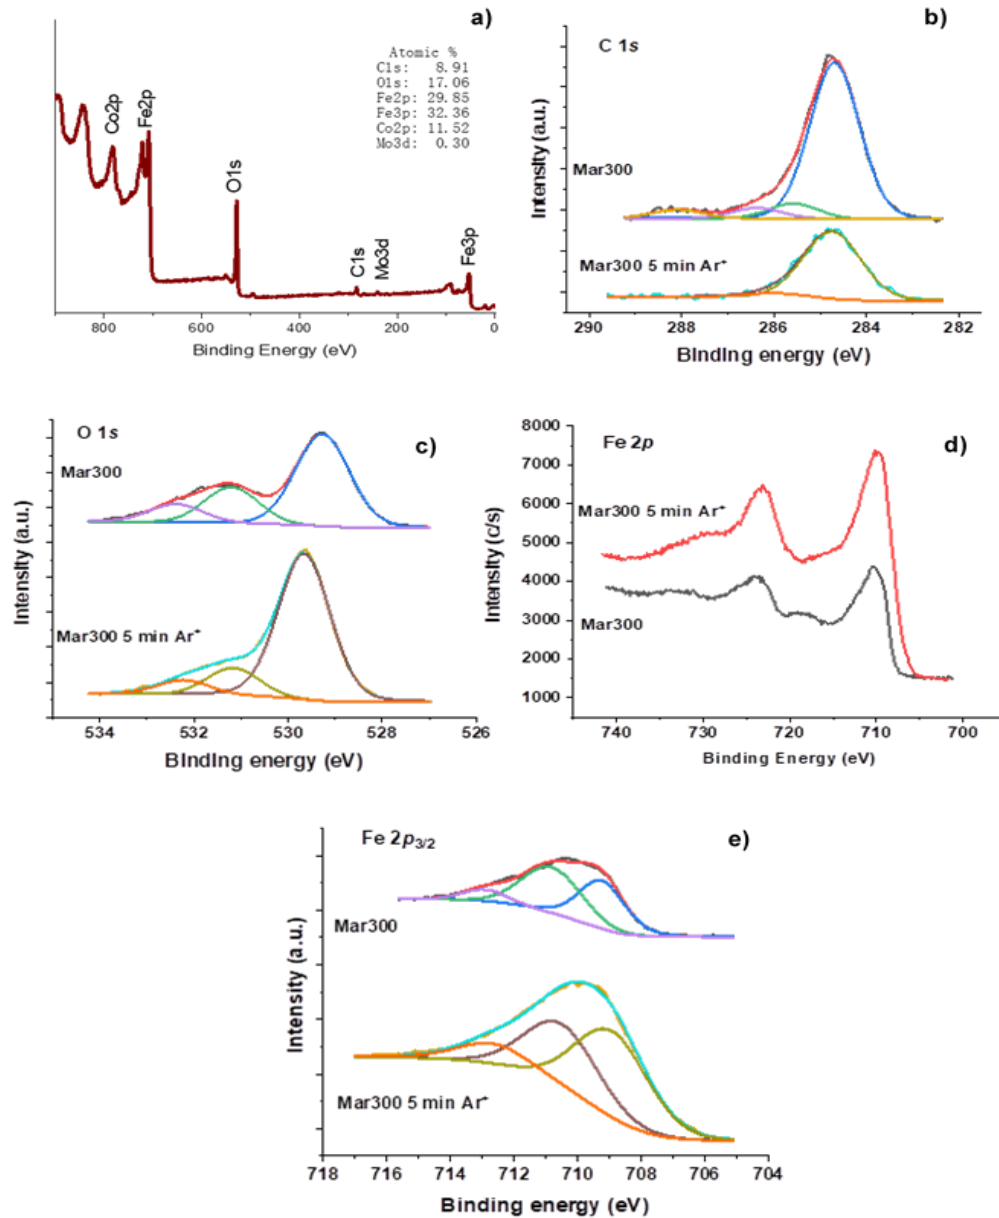 a)
Atomic %
C1s: 8.91
O1s: 17.06
Fe2p: 29.85
Fe3p: 32.36
Co2p: 11.52
Mo3d: 0.30
Co2p
Fe2p
O1s
C1s
Mo3d
Fe3p
800 600 400 200 0
Binding Energy (eV)
b)
C 1s
Intensity (a.u.)
Mar300
Mar300 5 min Ar⁺
290 288 286 284 282
Binding energy (eV)
c)
O 1s
Mar300
Intensity (a.u.)
Mar300 5 min Ar⁺
534 532 530 528 526
Binding energy (eV)
d)
Fe 2p
8000
7000
6000
5000
4000
3000
2000
1000
Intensity (c/s)
Mar300 5 min Ar⁺
Mar300
740 730 720 710 700
Binding Energy (eV)
e)
Fe 2p₃/₂
Mar300
Intensity (a.u.)
Mar300 5 min Ar⁺
718 716 714 712 710 708 706 704
Binding energy (eV)